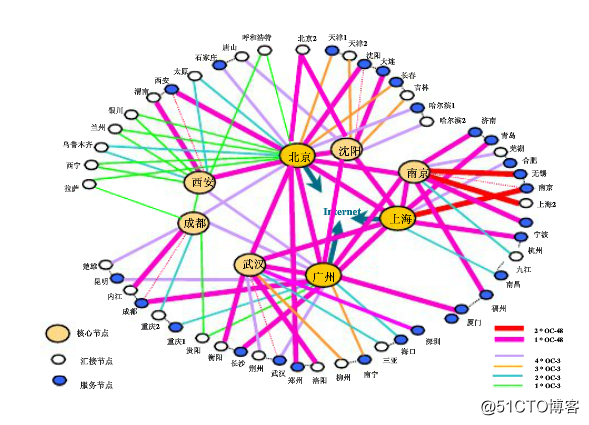 呼和浩特
北京2
天津1
天津2
唐山
石家庄
沈阳
大连
太原
长春
西安
吉林
渭南
哈尔滨1
银川
哈尔滨2
济南
兰州
青岛
乌鲁木齐
芜湖
北京
沈阳
合肥
西宁
南京
无锡
西安
拉萨
南京
上海2
Internet
上海
成都
宁波
杭州
楚雄
武汉
九江
昆明
广州
南昌
内江
成都
福州
重庆2
厦门
核心节点
重庆1
深圳
2 * OC-48
贵阳
海口
1 * OC-48
衡阳
三亚
汇接节点
长沙
4 * OC-3
荆州
武汉
南宁
3 * OC-3
服务节点
郑州
洛阳
柳州
2 * OC-3
1 * OC-3
@51CTO博客